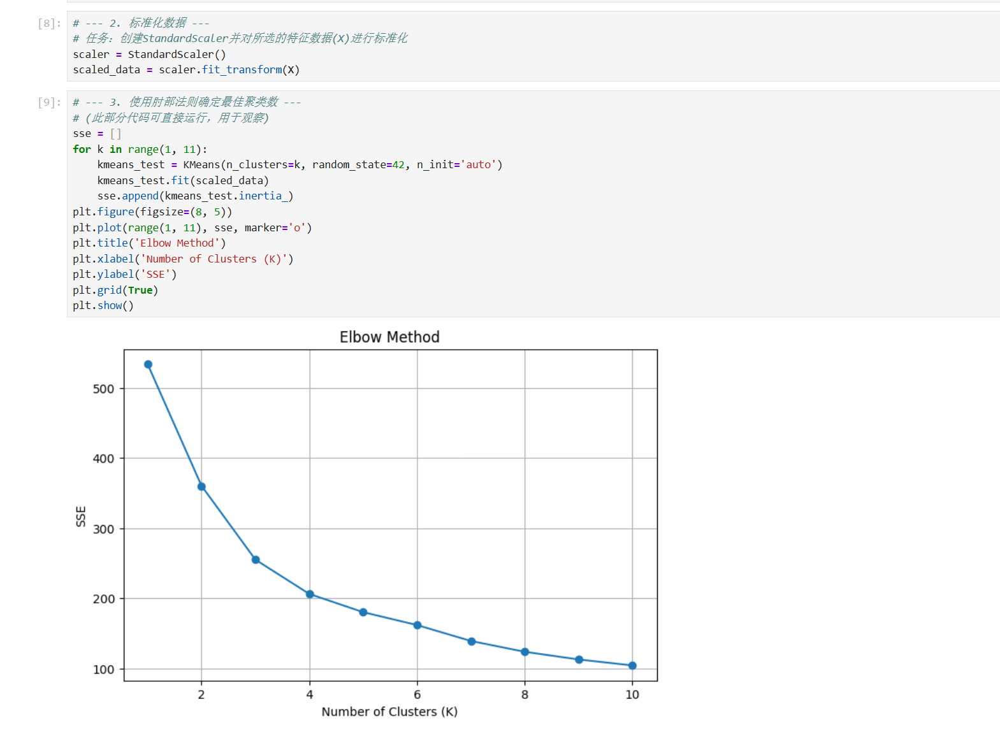 [8]:
# --- 2. 标准化数据 ---
# 任务：创建StandardScaler并对所选的特征数据(X)进行标准化
scaler = StandardScaler()
scaled_data = scaler.fit_transform(X)
[9]:
# --- 3. 使用肘部法则确定最佳聚类数 ---
# (此部分代码可直接运行，用于观察)
sse = []
for k in range(1, 11):
    kmeans_test = KMeans(n_clusters=k, random_state=42, n_init='auto')
    kmeans_test.fit(scaled_data)
    sse.append(kmeans_test.inertia_)
plt.figure(figsize=(8, 5))
plt.plot(range(1, 11), sse, marker='o')
plt.title('Elbow Method')
plt.xlabel('Number of Clusters (K)')
plt.ylabel('SSE')
plt.grid(True)
plt.show()
Elbow Method
500
400
300
200
100
SSE
2 4 6 8 10
Number of Clusters (K)